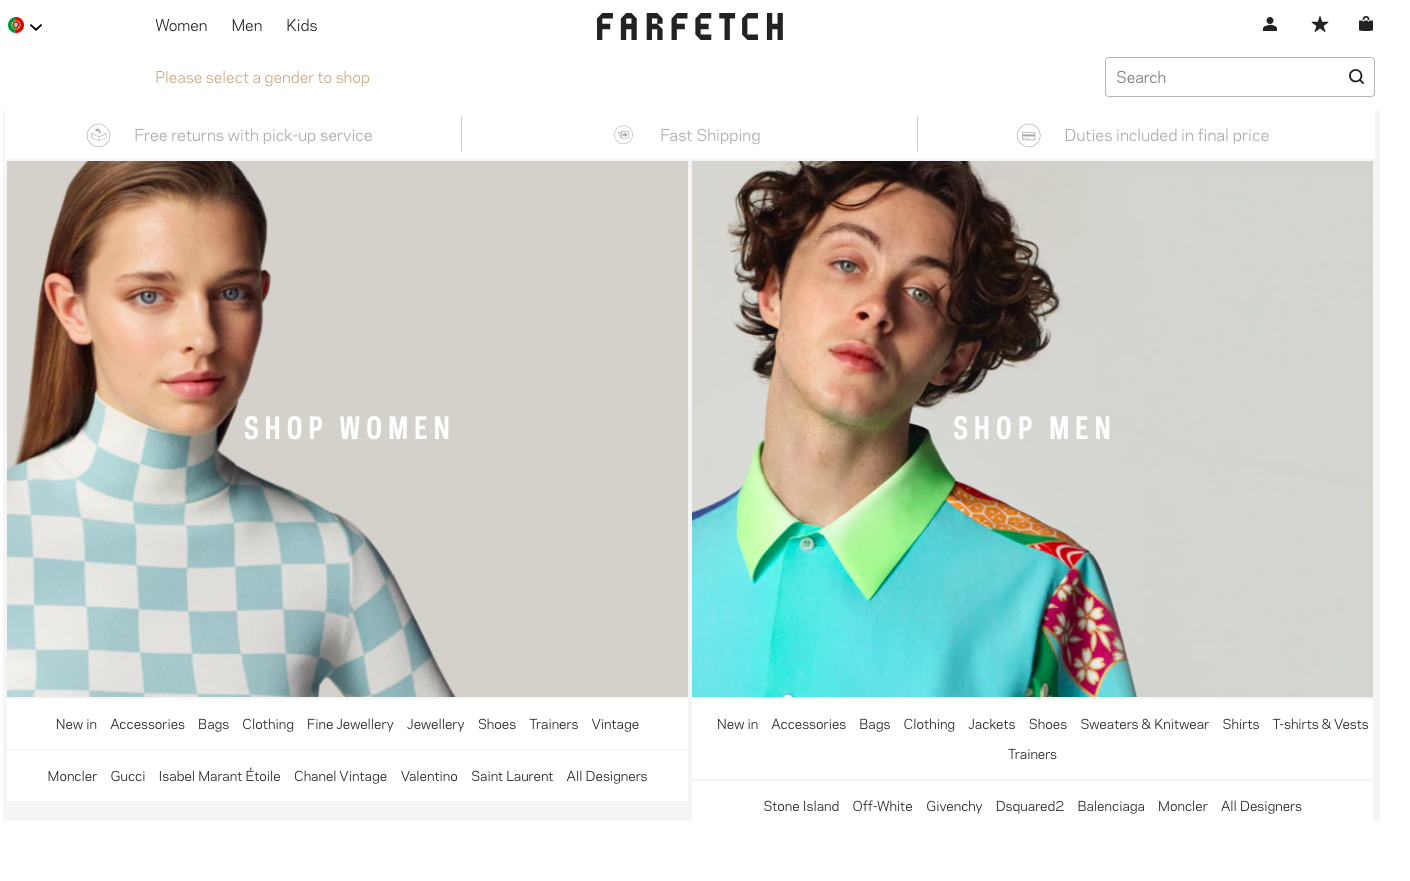 Women Men Kids
FARFETCH
Please select a gender to shop
Search
Free returns with pick-up service
Fast Shipping
Duties included in final price
SHOP WOMEN
SHOP MEN
New in Accessories Bags Clothing Fine Jewellery Jewellery Shoes Trainers Vintage
Moncler Gucci Isabel Marant Étoile Chanel Vintage Valentino Saint Laurent All Designers
New in Accessories Bags Clothing Jackets Shoes Sweaters & Knitwear Shirts T-shirts & Vests
Trainers
Stone Island Off-White Givenchy Dsquared2 Balenciaga Moncler All Designers